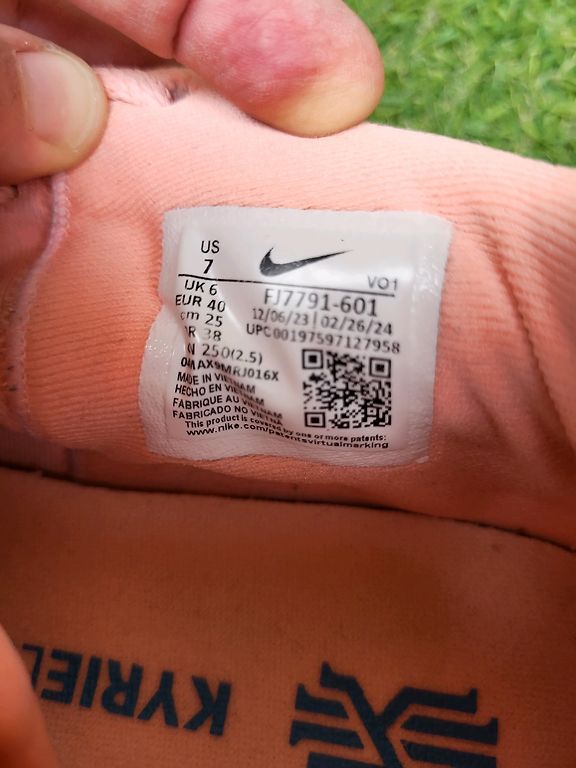 US
7
VO1
UK 6
FJ7791-601
EUR 40
12/06/23 | 02/26/24
cm 25
UPC 00197597127958
38
250(2.5)
MADE IN VIETNAM
HECHO EN VIETNAM
FABRIQUE AU VIETNAM
FABRICADO NO VIETNA
This product is covered by one or more patents:
www.nike.com/patentsvirtualmarking
KYRIE